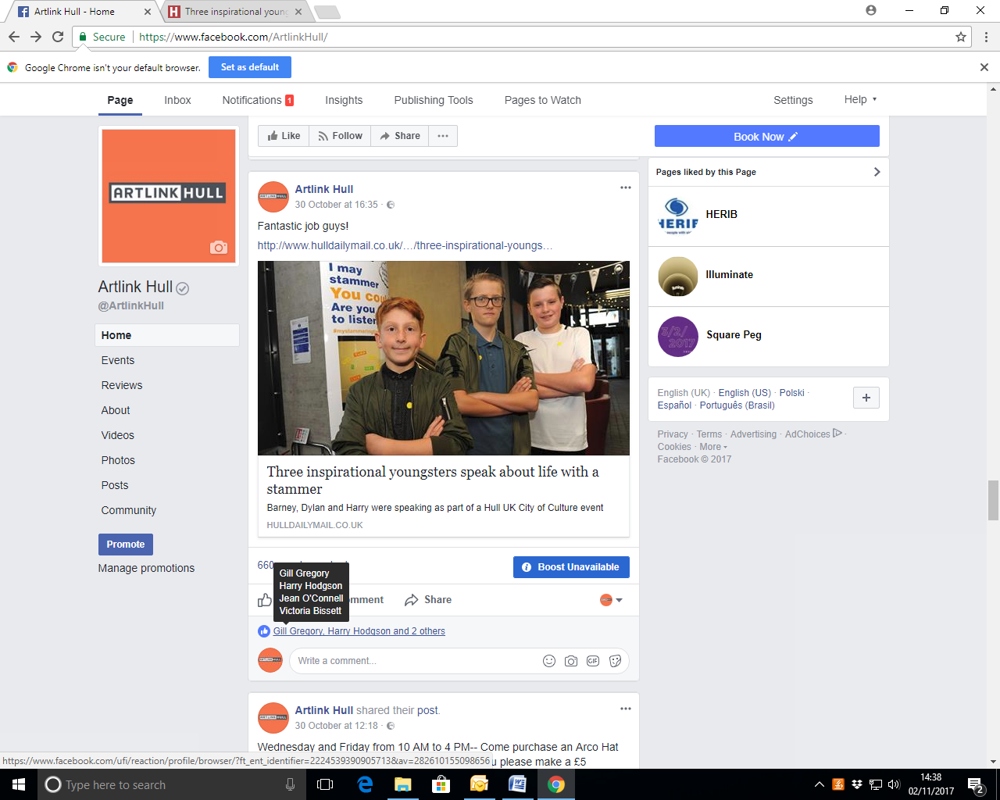 Artlink Hull - Home
Three inspirational young
Secure
https://www.facebook.com/ArtlinkHull/
Google Chrome isn't your default browser.
Set as default
Page
Inbox
Notifications 1
Insights
Publishing Tools
Pages to Watch
Settings
Help
ARTLINK HULL
Artlink Hull
@ArtlinkHull
Home
Events
Reviews
About
Videos
Photos
Posts
Community
Promote
Manage promotions
Like
Follow
Share
Book Now
Artlink Hull
30 October at 16:35 ·
Fantastic job guys!
http://www.hulldailymail.co.uk/…/three-inspirational-youngs…
I may
stammer
You cou
Are you
to listen
Three inspirational youngsters speak about life with a
stammer
Barney, Dylan and Harry were speaking as part of a Hull UK City of Culture event
HULLDAILYMAIL.CO.UK
660
Boost Unavailable
Gill Gregory
Harry Hodgson
Jean O'Connell
Victoria Bissett
mment
Share
Gill Gregory, Harry Hodgson and 2 others
Write a comment...
GIF
Artlink Hull shared their post.
30 October at 12:18 ·
Wednesday and Friday from 10 AM to 4 PM-- Come purchase an Arco Hat
u please make a £5
Pages liked by this Page
HERIB
HERIB
Illuminate
3/2/
2017
Square Peg
English (UK) · English (US) · Polski ·
Español · Português (Brasil)
Privacy · Terms · Advertising · AdChoices ·
Cookies · More
Facebook © 2017
https://www.facebook.com/ufi/reaction/profile/browser/?ft_ent_identifier=2224539390905713&av=282610155098656
Type here to search
14:38
02/11/2017
2